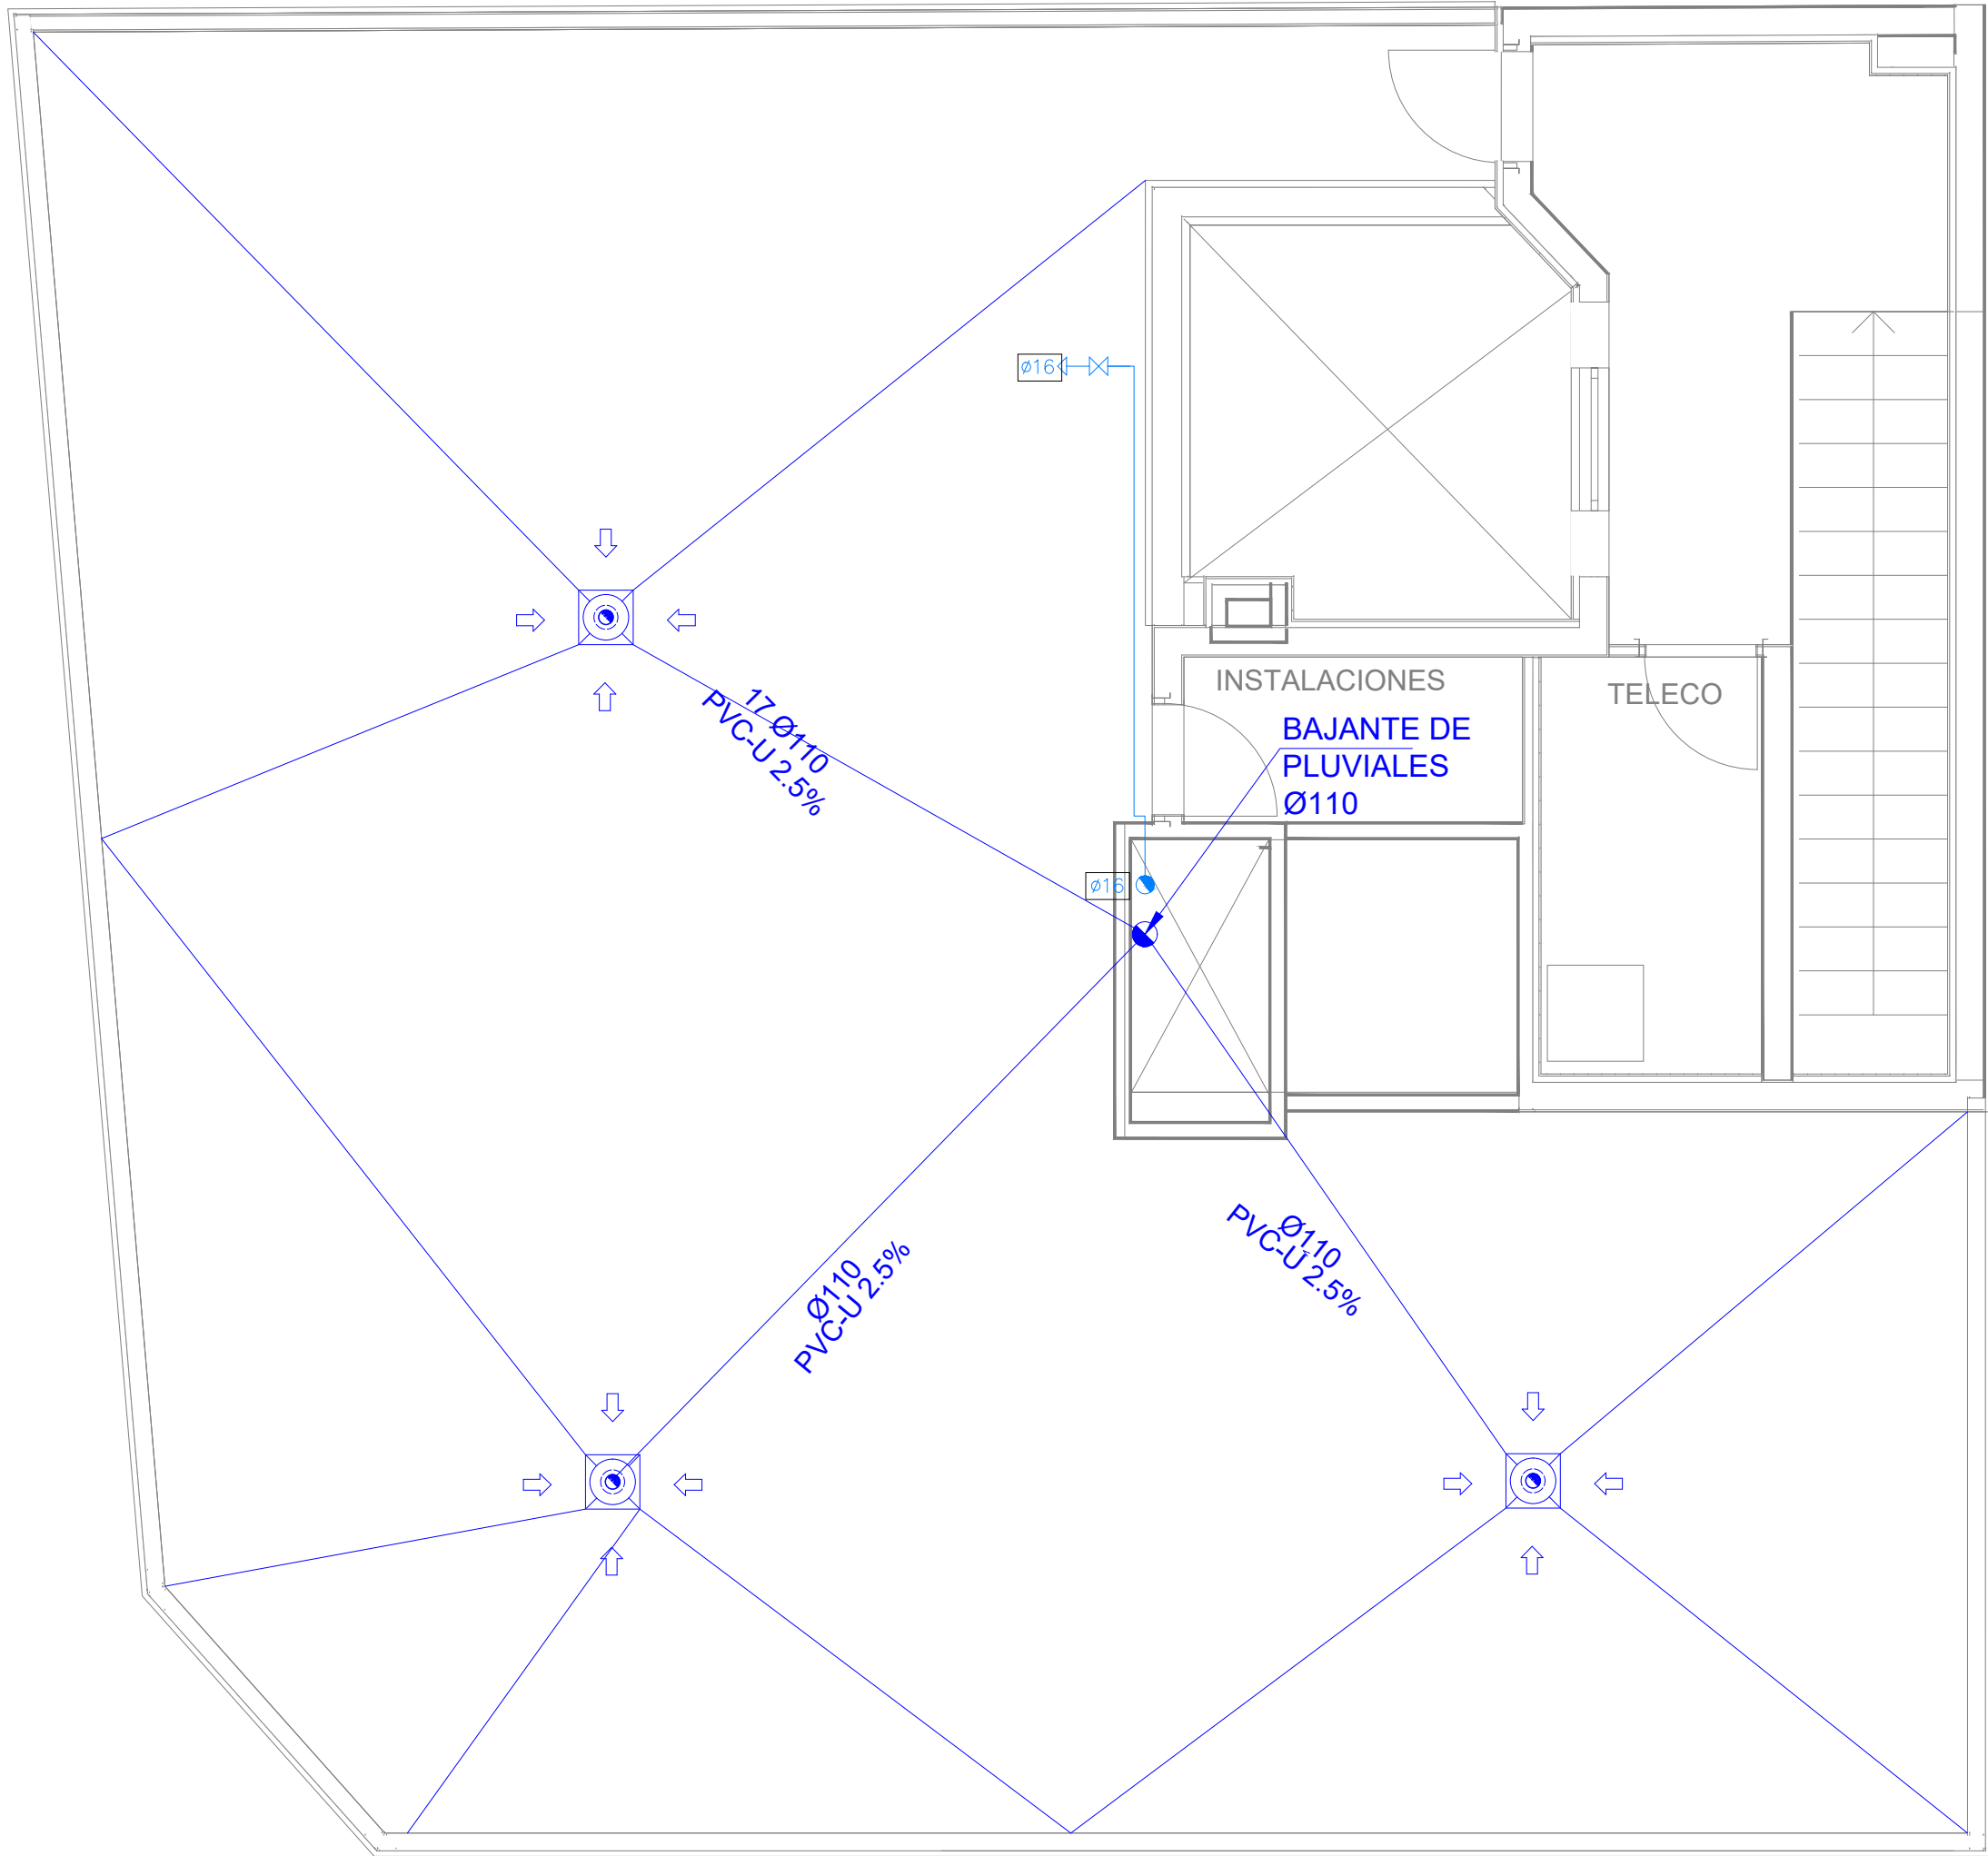 ø16
INSTALACIONES
TELECO
17 Ø110
PVC-U 2.5%
BAJANTE DE
PLUVIALES
Ø110
ø16
Ø110
PVC-U 2.5%
Ø110
PVC-U 2.5%